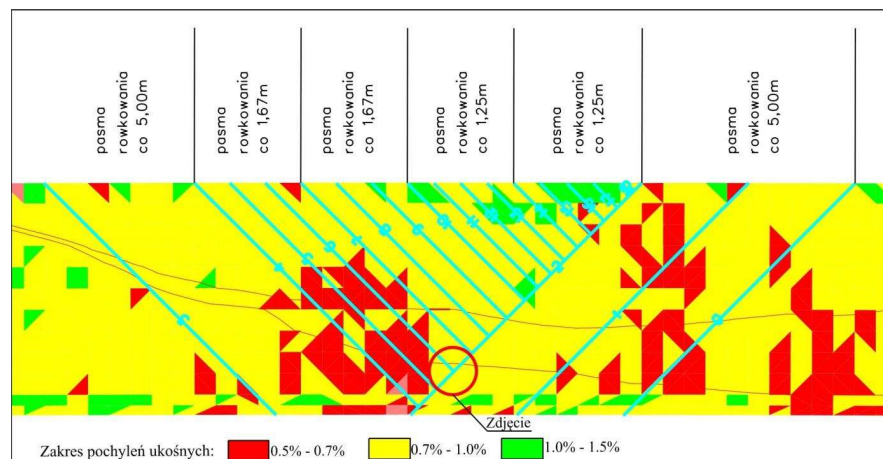 pasma
rowkowania
co 5,00m
pasma
rowkowania
co 1,67m
pasma
rowkowania
co 1,67m
pasma
rowkowania
co 1,25m
pasma
rowkowania
co 1,25m
pasma
rowkowania
co 5,00m
Zdjęcie
Zakres pochyleń ukośnych:
0.5% - 0.7%
0.7% - 1.0%
1.0% - 1.5%